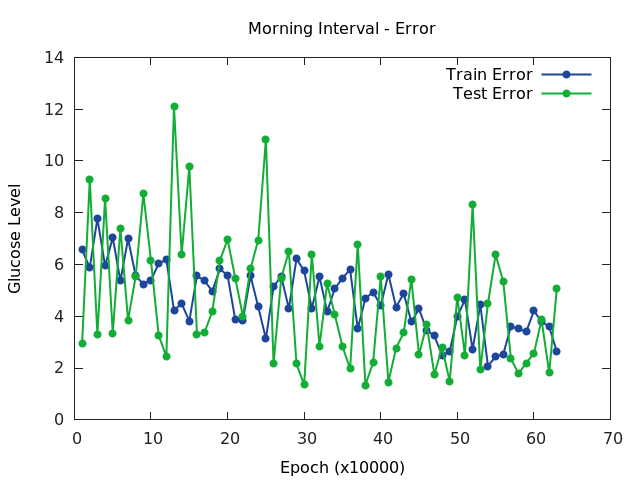 Morning Interval - Error
14
12
10
8
6
4
2
0
Glucose Level
Train Error
Test Error
0 10 20 30 40 50 60 70
Epoch (x10000)